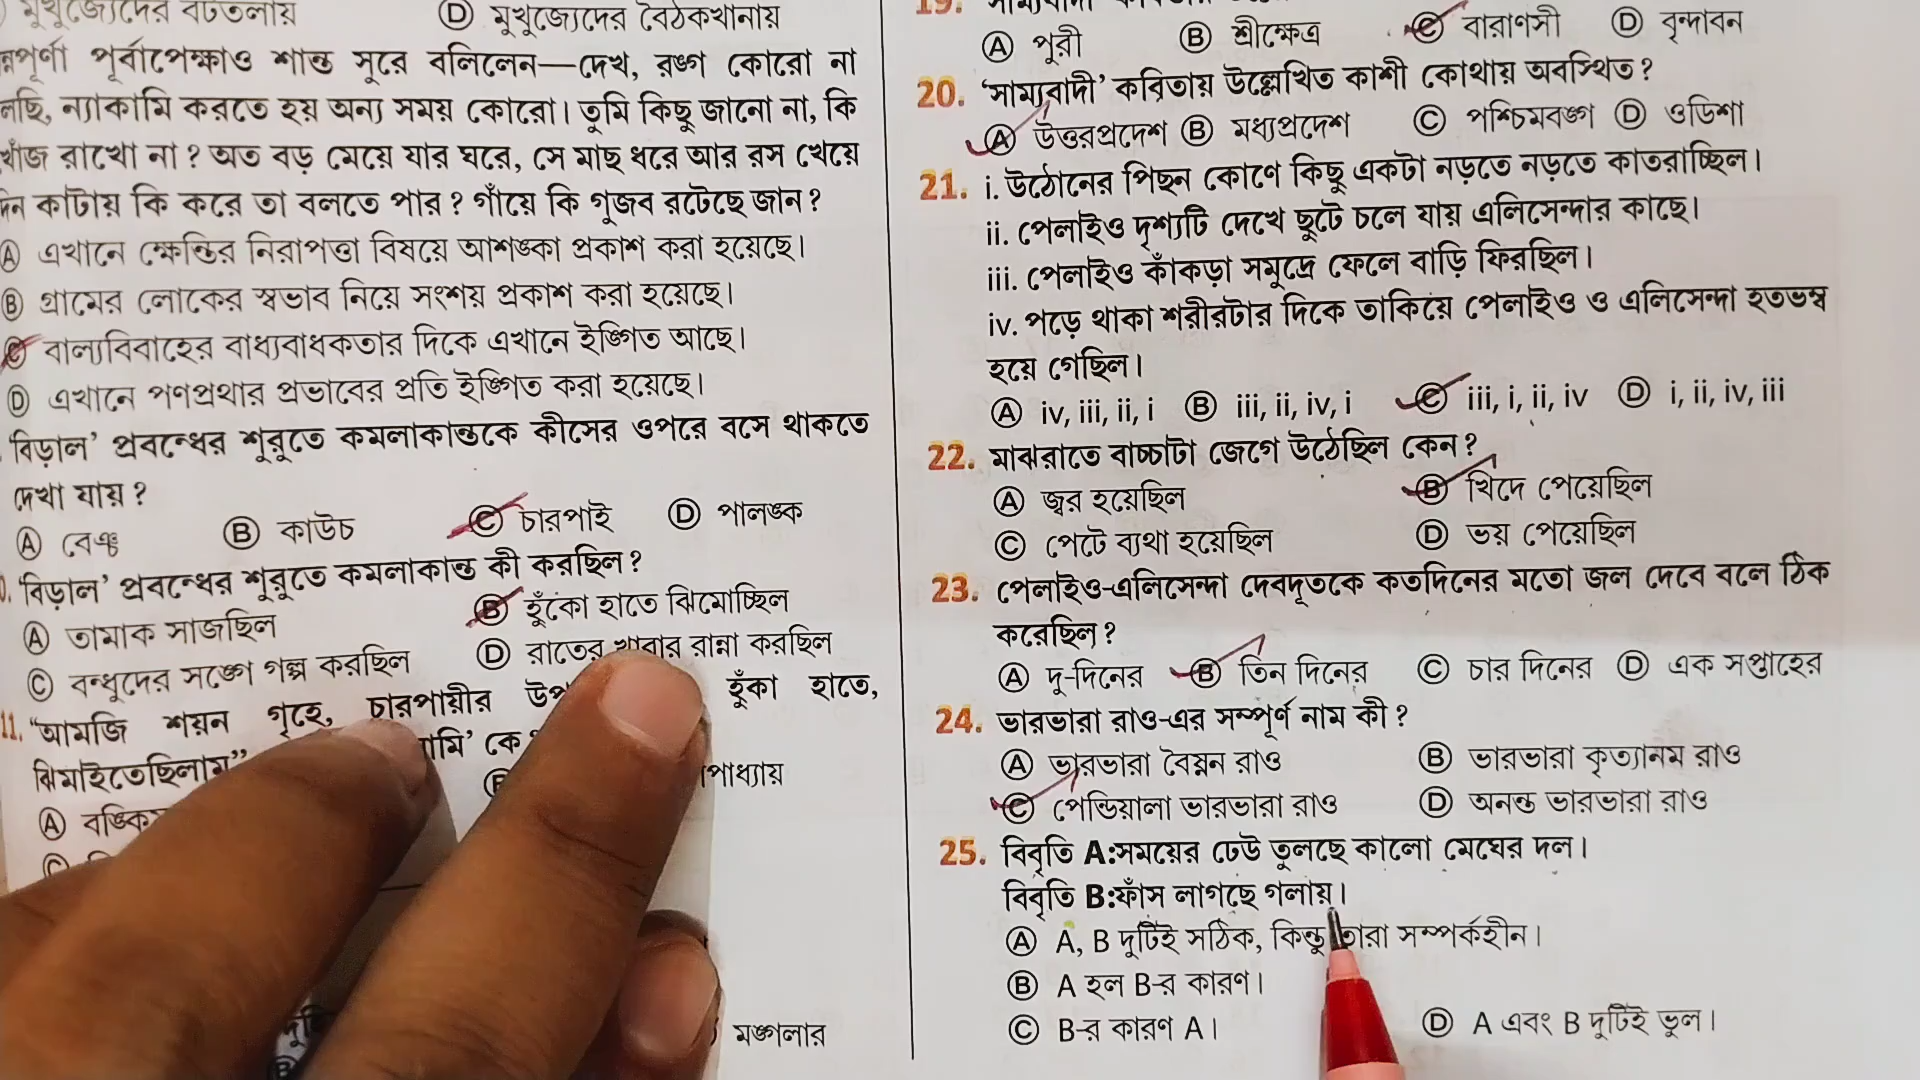 মুখুজ্যেদের বটতলায় Ⓓ মুখুজ্যেদের বৈঠকখানায়
পূর্বাপেক্ষাও শান্ত সুরে বলিলেন—দেখ, রঙ্গ কোরো না
ন্যাকামি করতে হয় অন্য সময় কোরো। তুমি কিছু জানো না, কি
রাখো না? অত বড় মেয়ে যার ঘরে, সে মাছ ধরে আর রস খেয়ে
কাটায় কি করে তা বলতে পার? গাঁয়ে কি গুজব রটেছে জান?
Ⓐ এখানে ক্ষেন্তির নিরাপত্তা বিষয়ে আশঙ্কা প্রকাশ করা হয়েছে।
Ⓑ গ্রামের লোকের স্বভাব নিয়ে সংশয় প্রকাশ করা হয়েছে।
Ⓒ বাল্যবিবাহের বাধ্যবাধকতার দিকে এখানে ইঙ্গিত আছে।
Ⓓ এখানে পণপ্রথার প্রভাবের প্রতি ইঙ্গিত করা হয়েছে।
বিড়াল’ প্রবন্ধের শুরুতে কমলাকান্তকে কীসের ওপরে বসে থাকতে
দেখা যায়?
Ⓐ বেঞ্চ Ⓑ কাউচ Ⓒ চারপাই Ⓓ পালঙ্ক
‘বিড়াল’ প্রবন্ধের শুরুতে কমলাকান্ত কী করছিল?
Ⓐ তামাক সাজছিল Ⓑ হুঁকো হাতে ঝিমোচ্ছিল
Ⓒ বন্ধুদের সঙ্গে গল্প করছিল Ⓓ রাতের খাবার রান্না করছিল
11. “আমজি শয়ন গৃহে, চারপায়ীর হুঁকা হাতে,
ঝিমাইতেছিলাম” কে
Ⓐ
মঙ্গলার
19.
Ⓐ পুরী Ⓑ শ্রীক্ষেত্র Ⓒ বারাণসী Ⓓ বৃন্দাবন
20. ‘সাম্যবাদী’ কবিতায় উল্লেখিত কাশী কোথায় অবস্থিত?
Ⓐ উত্তরপ্রদেশ Ⓑ মধ্যপ্রদেশ Ⓒ পশ্চিমবঙ্গ Ⓓ ওডিশা
21. i. উঠোনের পিছন কোণে কিছু একটা নড়তে নড়তে কাতরাচ্ছিল।
ii. পেলাইও দৃশ্যটি দেখে ছুটে চলে যায় এলিসেন্দার কাছে।
iii. পেলাইও কাঁকড়া সমুদ্রে ফেলে বাড়ি ফিরছিল।
iv. পড়ে থাকা শরীরটার দিকে তাকিয়ে পেলাইও ও এলিসেন্দা হতভম্ব
হয়ে গেছিল।
Ⓐ iv, iii, ii, i Ⓑ iii, ii, iv, i Ⓒ iii, i, ii, iv Ⓓ i, ii, iv, iii
22. মাঝরাতে বাচ্চাটা জেগে উঠেছিল কেন?
Ⓐ জ্বর হয়েছিল Ⓑ খিদে পেয়েছিল
Ⓒ পেটে ব্যথা হয়েছিল Ⓓ ভয় পেয়েছিল
23. পেলাইও-এলিসেন্দা দেবদূতকে কতদিনের মতো জল দেবে বলে ঠিক
করেছিল?
Ⓐ দু-দিনের Ⓑ তিন দিনের Ⓒ চার দিনের Ⓓ এক সপ্তাহের
24. ভারভারা রাও-এর সম্পূর্ণ নাম কী?
Ⓐ ভারভারা বৈয়ন রাও Ⓑ ভারভারা কৃত্যানম রাও
Ⓒ পেন্ডিয়ালা ভারভারা রাও Ⓓ অনন্ত ভারভারা রাও
25. বিবৃতি A:সময়ের ঢেউ তুলছে কালো মেঘের দল।
বিবৃতি B:ফাঁস লাগছে গলায়।
Ⓐ A, B দুটিই সঠিক, কিন্তু তারা সম্পর্কহীন।
Ⓑ A হল B-র কারণ।
Ⓒ B-র কারণ A। Ⓓ A এবং B দুটিই ভুল।